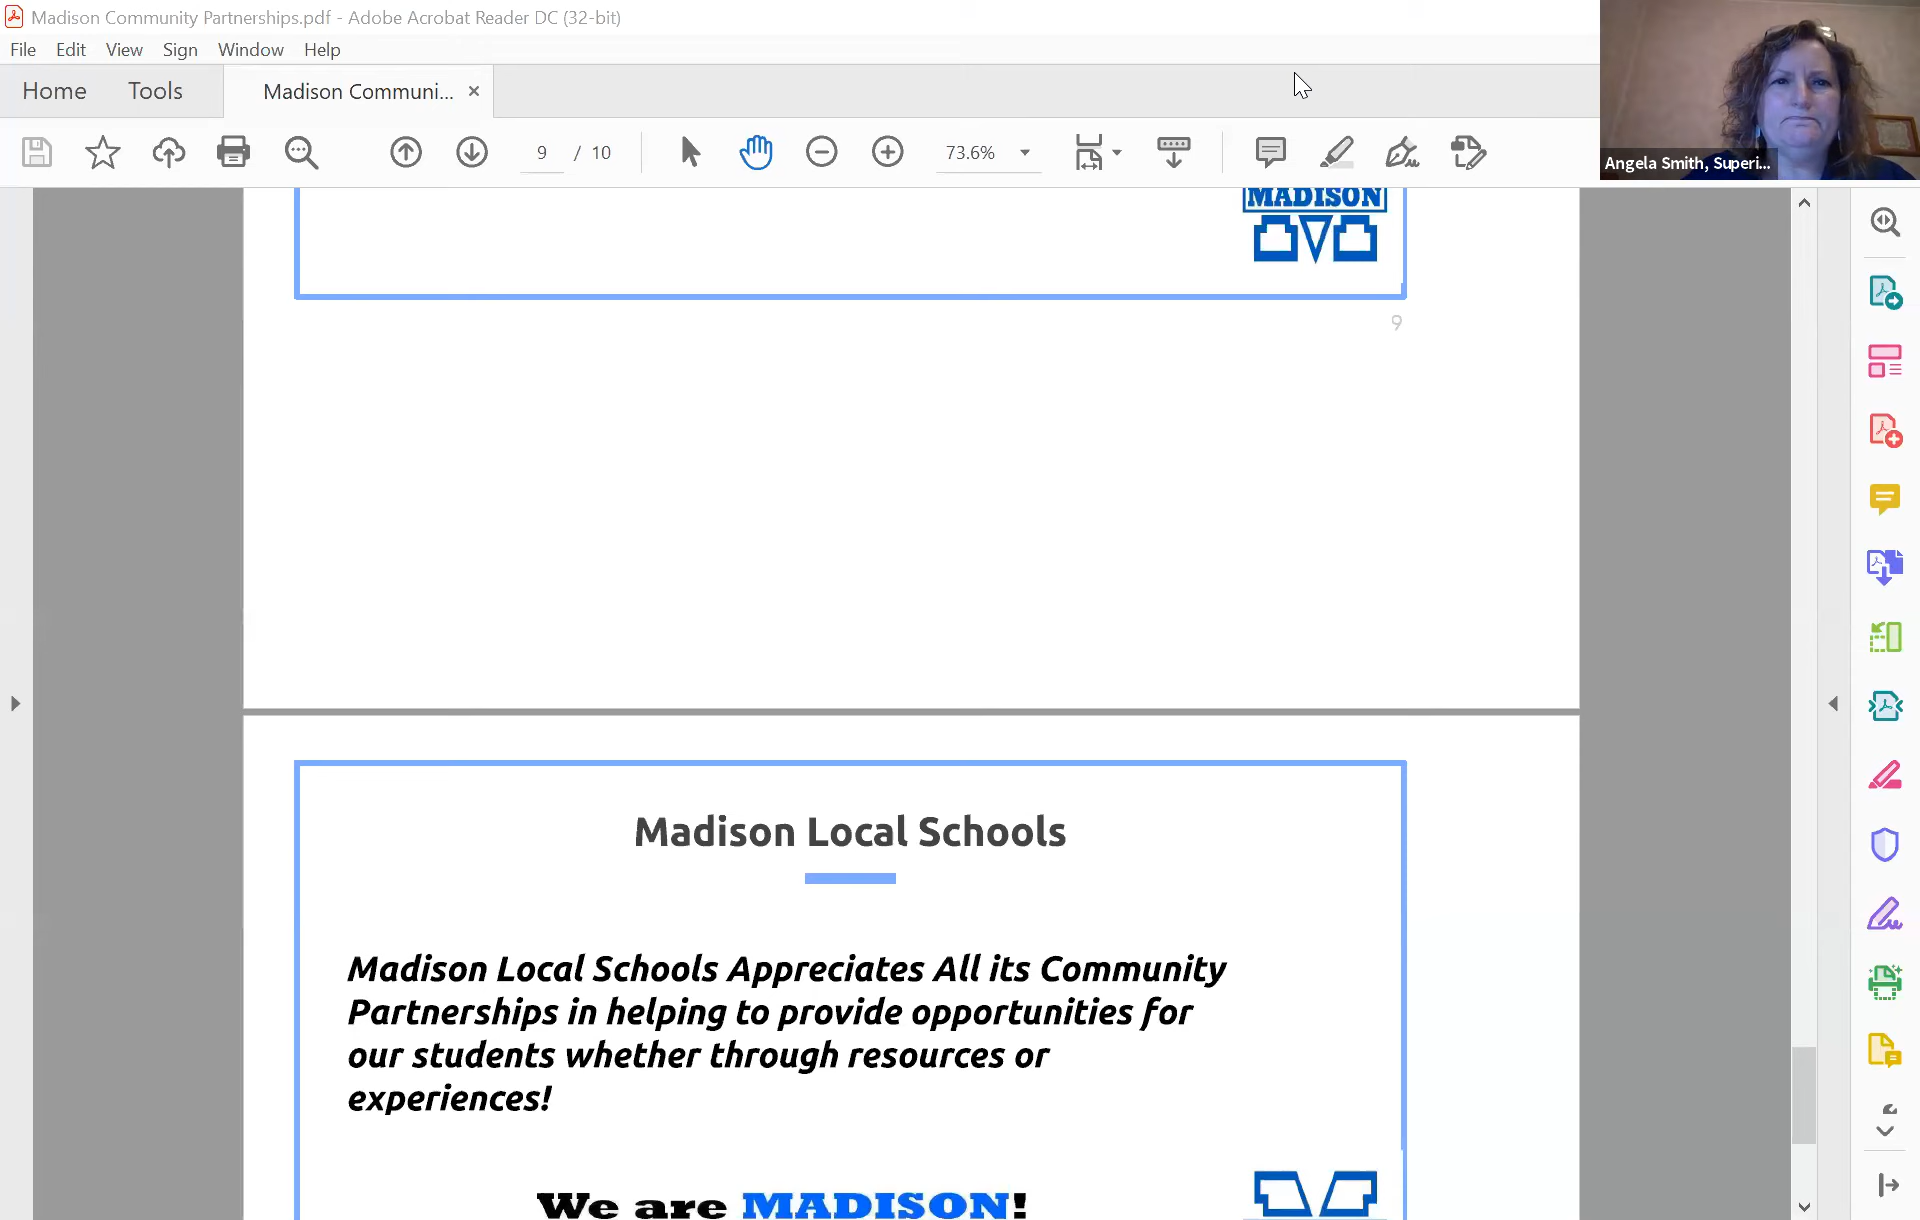 Madison Community Partnerships.pdf - Adobe Acrobat Reader DC (32-bit)
File Edit View Sign Window Help
Home Tools Madison Communi... ×
9 / 10 73.6%
Angela Smith, Superi...
MADISON
9
Madison Local Schools
Madison Local Schools Appreciates All its Community
Partnerships in helping to provide opportunities for
our students whether through resources or
experiences!
We are MADISON!